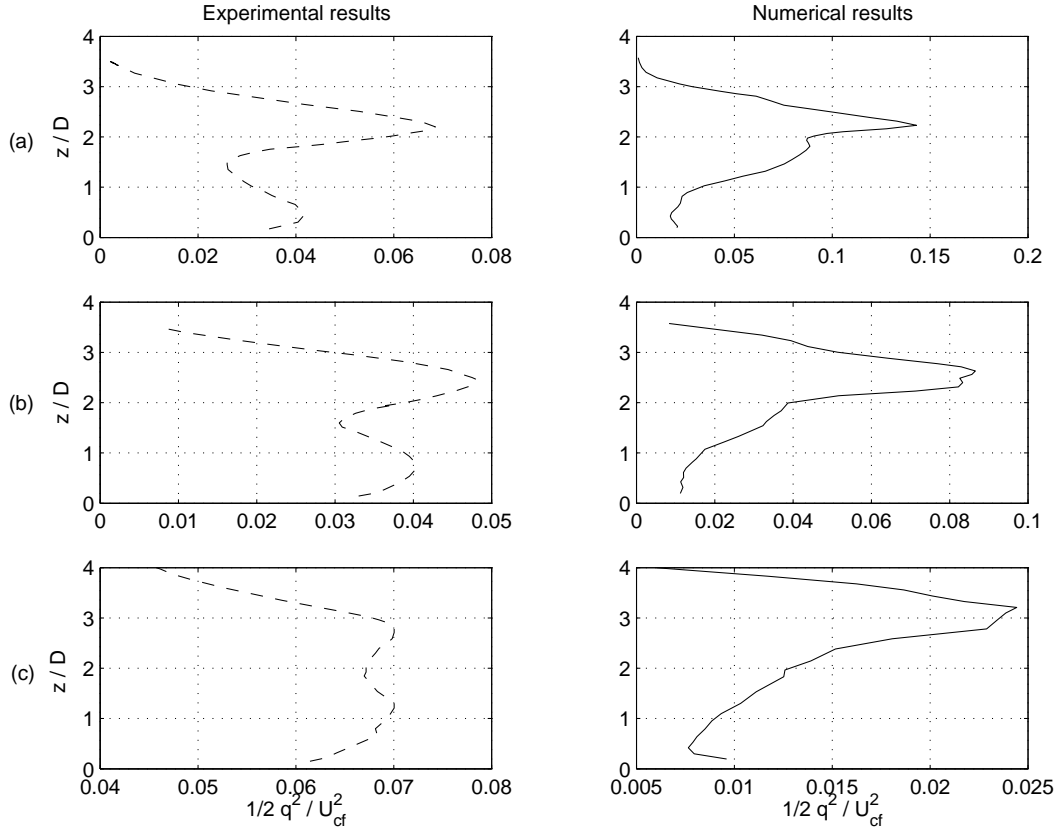 Experimental results
Numerical results
(a)
z / D
4
3
2
1
0
0 0.02 0.04 0.06 0.08
4
3
2
1
0
0 0.05 0.1 0.15 0.2
(b)
z / D
4
3
2
1
0
0 0.01 0.02 0.03 0.04 0.05
4
3
2
1
0
0 0.02 0.04 0.06 0.08 0.1
(c)
z / D
4
3
2
1
0
0.04 0.05 0.06 0.07 0.08
1/2 q² / U²cf
4
3
2
1
0
0.005 0.01 0.015 0.02 0.025
1/2 q² / U²cf